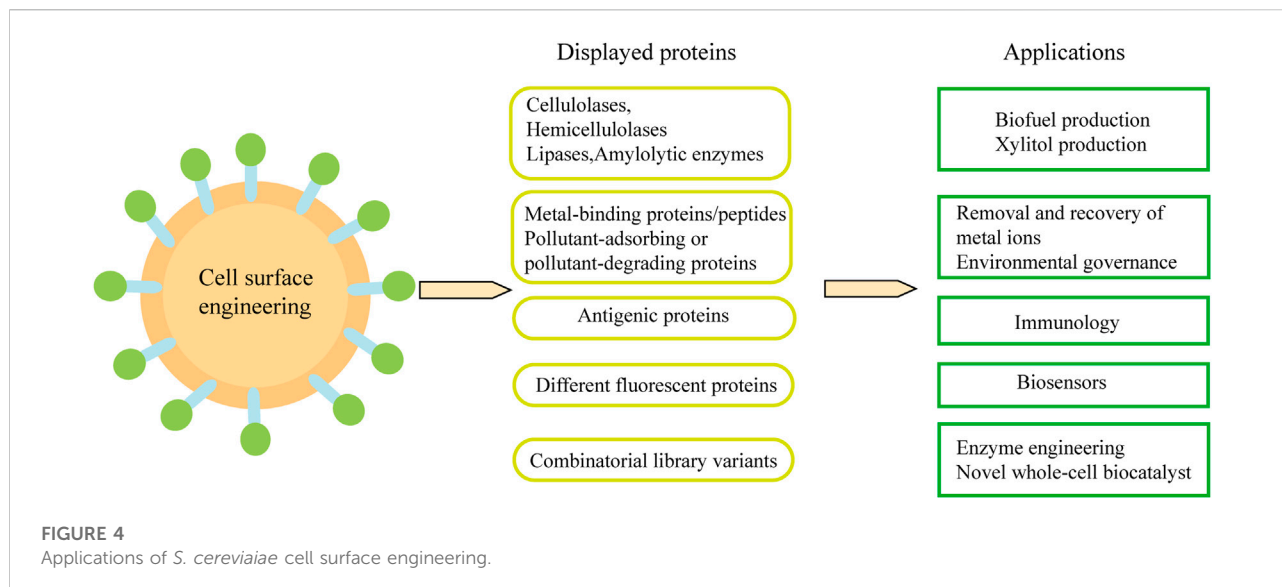 Displayed proteins
Applications
Cell surface
engineering
Cellulolases,
Hemicellulolases
Lipases,Amylolytic enzymes
Biofuel production
Xylitol production
Metal-binding proteins/peptides
Pollutant-adsorbing or
pollutant-degrading proteins
Removal and recovery of
metal ions
Environmental governance
Antigenic proteins
Immunology
Different fluorescent proteins
Biosensors
Combinatorial library variants
Enzyme engineering
Novel whole-cell biocatalyst
FIGURE 4
Applications of S. cereviaiae cell surface engineering.